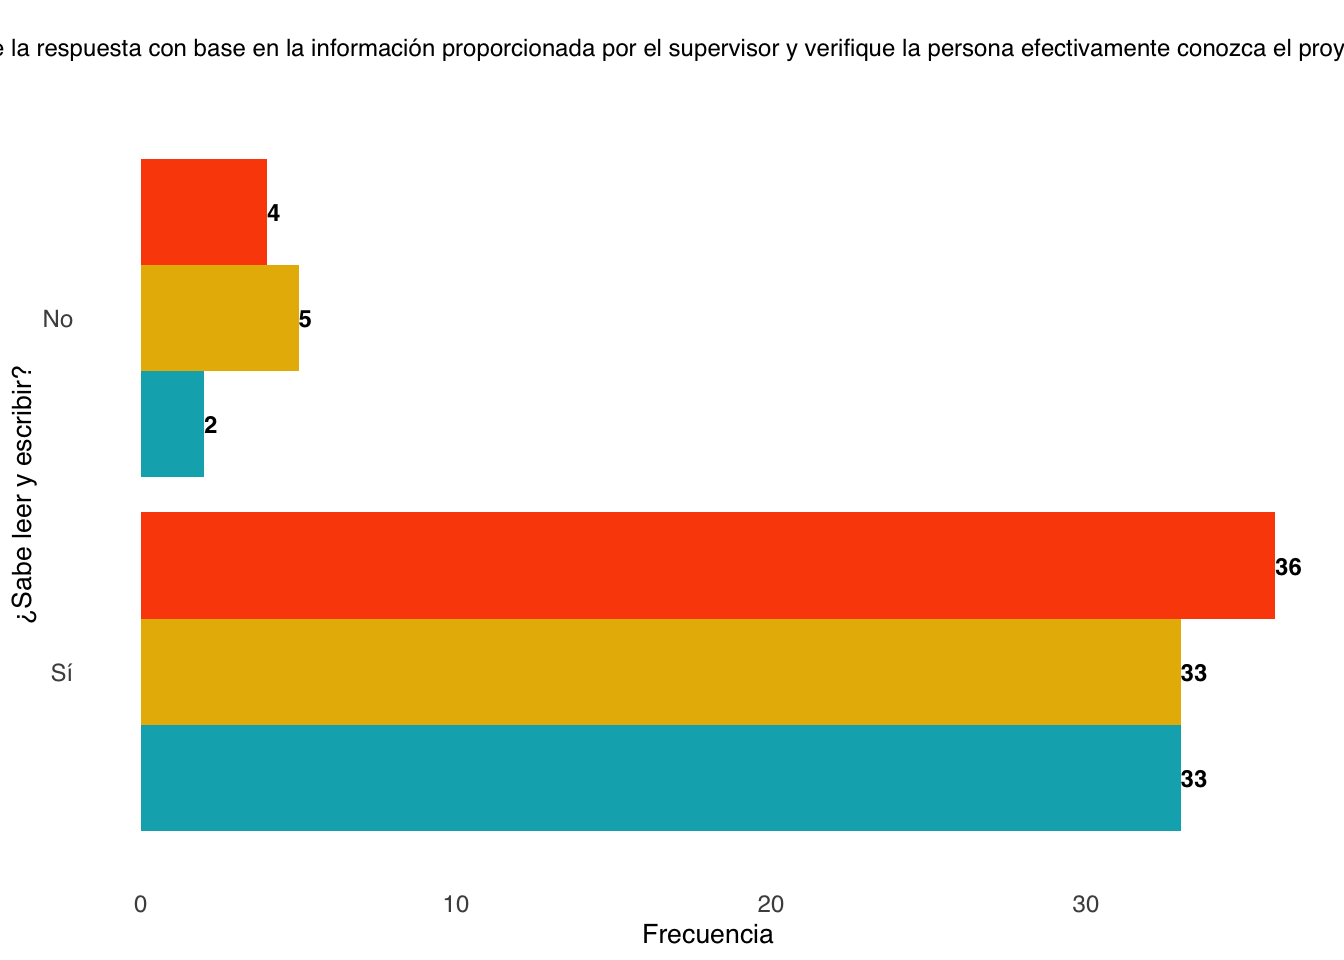 la respuesta con base en la información proporcionada por el supervisor y verifique la persona efectivamente conozca el
4
No
5
2
¿Sabe leer y escribir?
36
Sí
33
33
0 10 20 30
Frecuencia